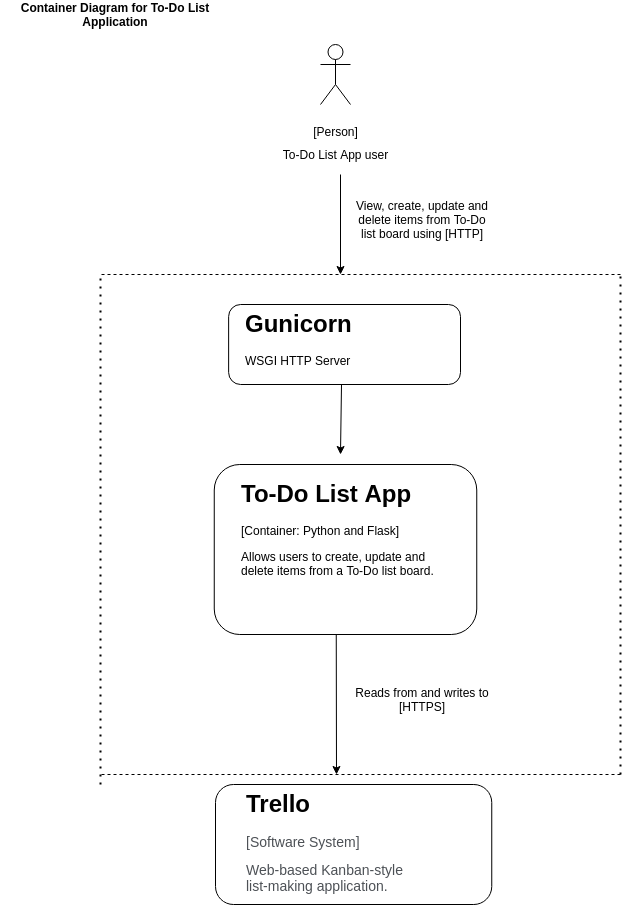 Container Diagram for To-Do List
Application
[Person]
To-Do List App user
View, create, update and
delete items from To-Do
list board using [HTTP]
Gunicorn
WSGI HTTP Server
To-Do List App
[Container: Python and Flask]
Allows users to create, update and
delete items from a To-Do list board.
Reads from and writes to
[HTTPS]
Trello
[Software System]
Web-based Kanban-style
list-making application.